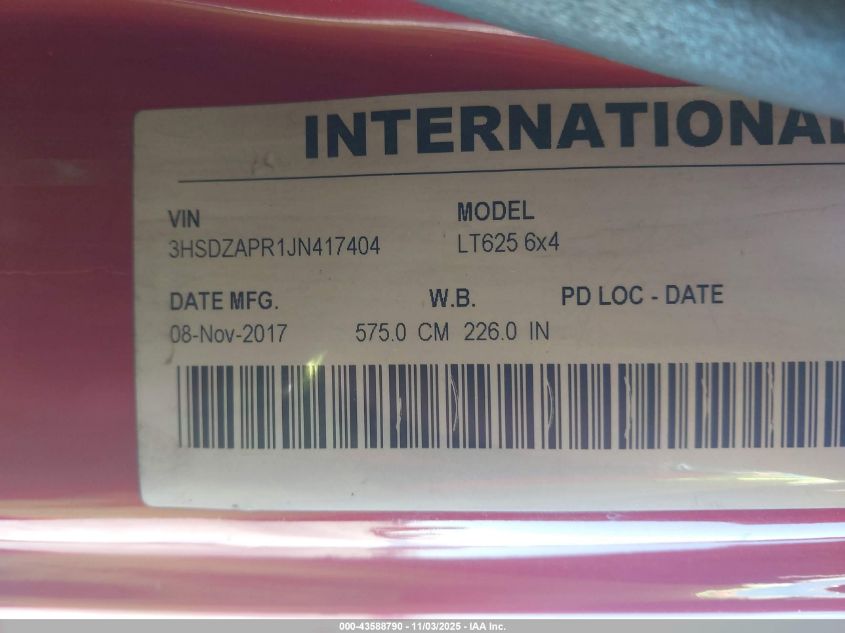 INTERNATIONAL
VIN MODEL
3HSDZAPR1JN417404 LT625 6x4
DATE MFG. W.B. PD LOC - DATE
08-Nov-2017 575.0 CM 226.0 IN
000-43588790 - 11/03/2025 - IAA Inc.